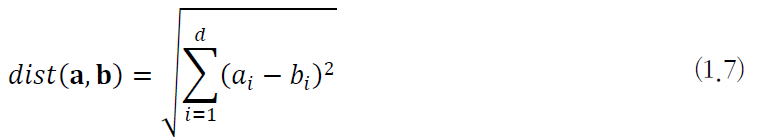 dist(𝐚, 𝐛) = √(∑_{i=1}^{d} (a_i − b_i)²) (1.7)